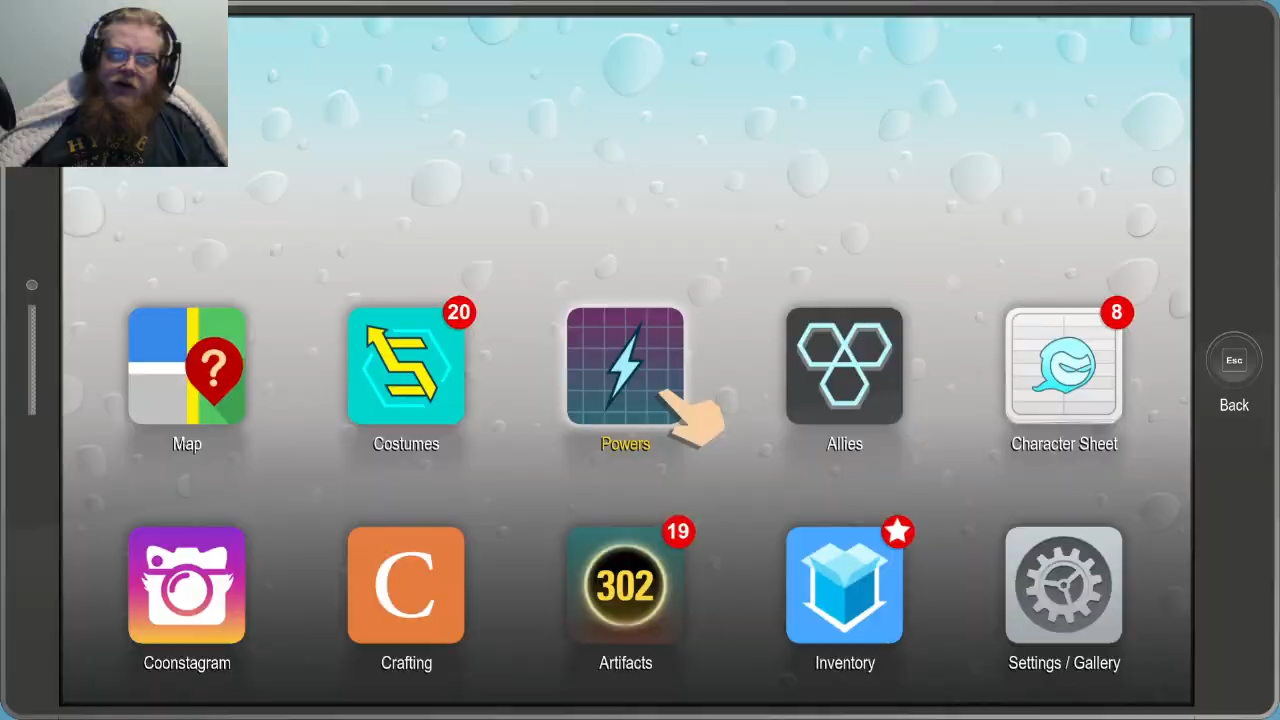 20
8
Map
Costumes
Powers
Allies
Character Sheet
Esc
Back
19
C
302
Coonstagram
Crafting
Artifacts
Inventory
Settings / Gallery